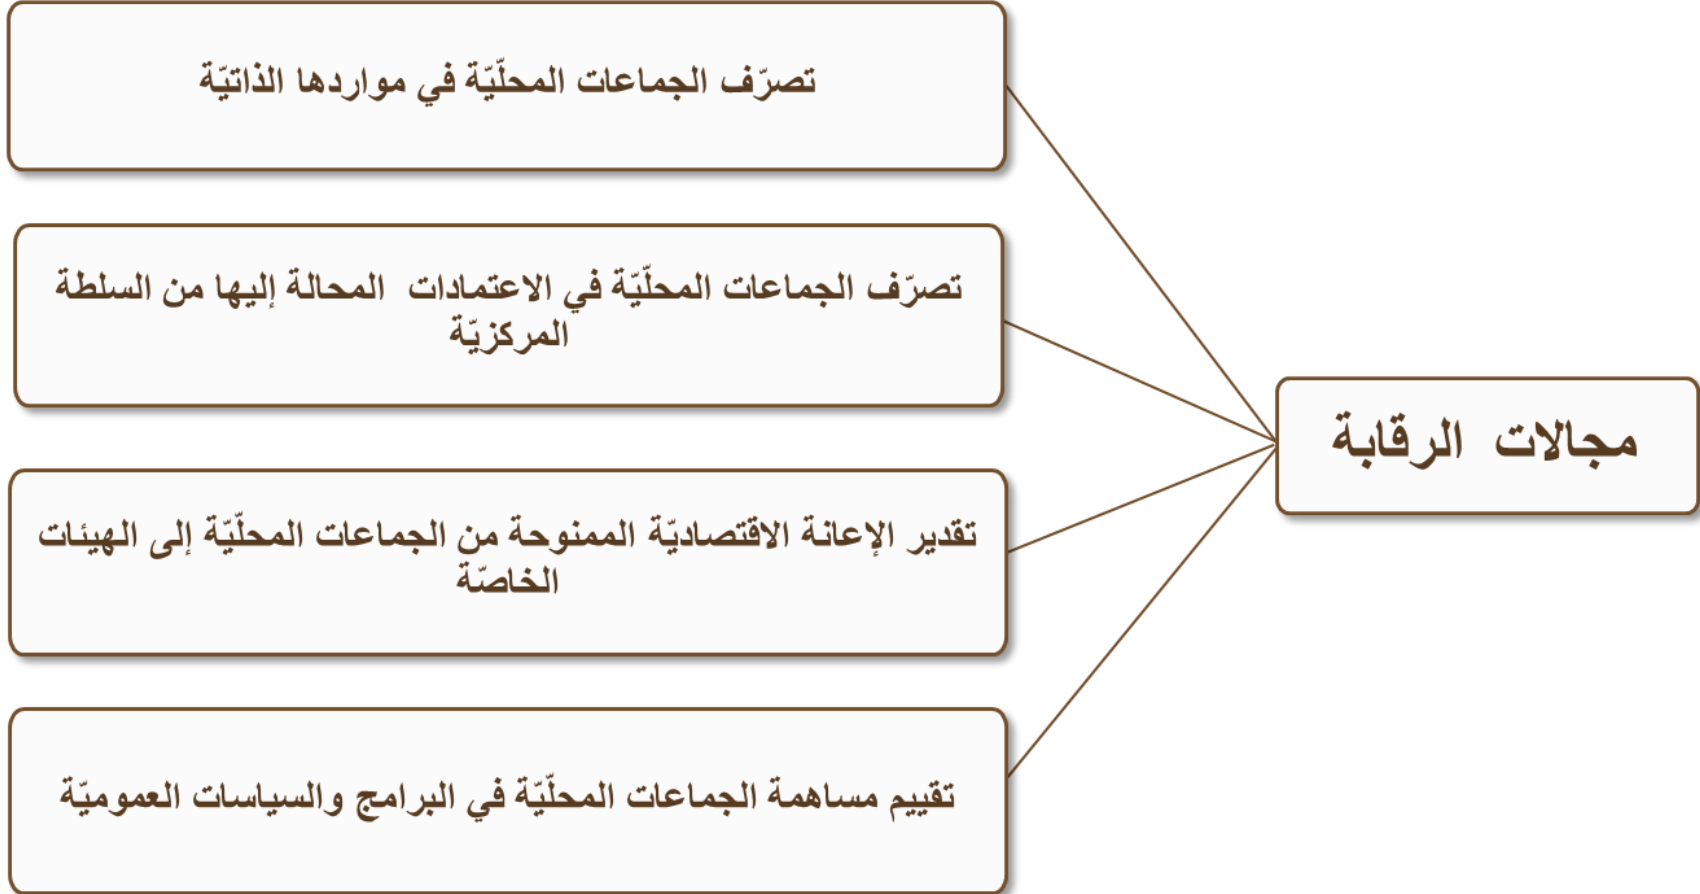 مجالات الرقابة
تصرّف الجماعات المحلّيّة في مواردها الذاتيّة
تصرّف الجماعات المحلّيّة في الاعتمادات المحالة إليها من السلطة
المركزيّة
تقدير الإعانة الاقتصاديّة الممنوحة من الجماعات المحلّيّة إلى الهيئات
الخاصّة
تقييم مساهمة الجماعات المحلّيّة في البرامج والسياسات العموميّة